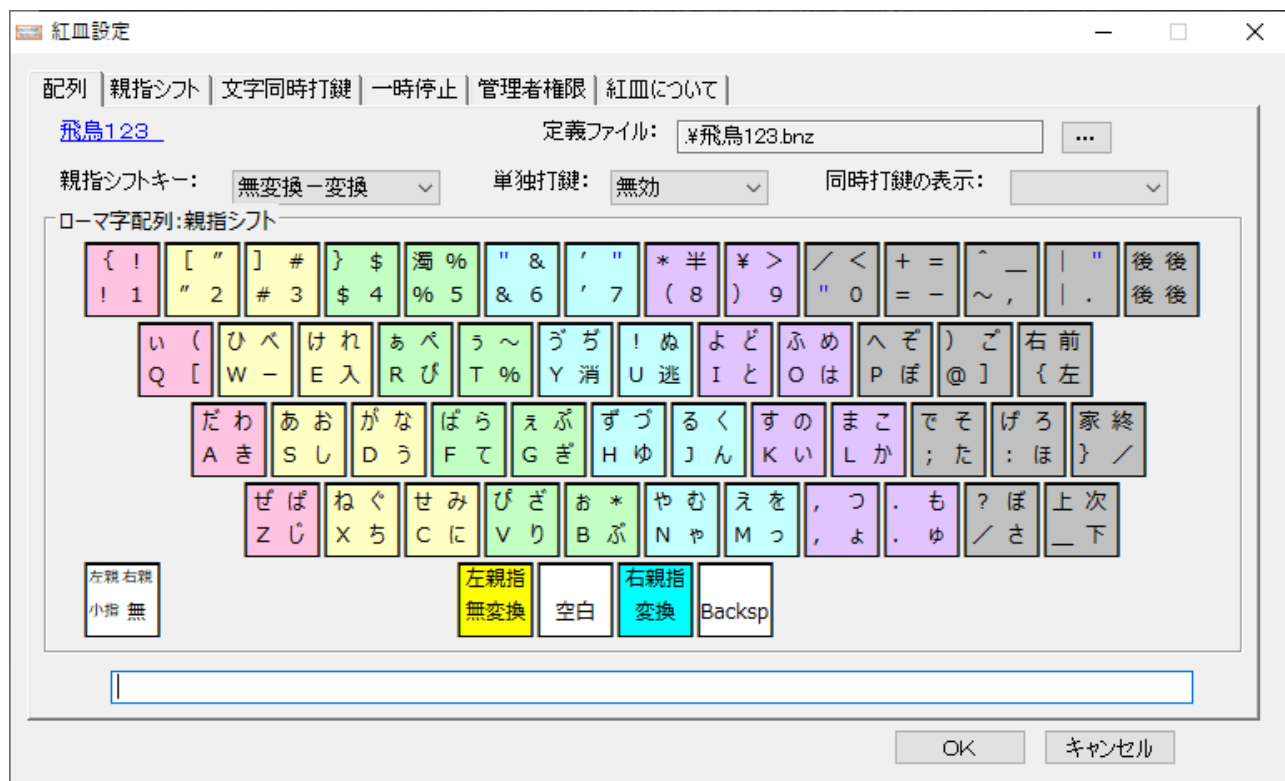 紅皿設定
配列 親指シフト 文字同時打鍵 一時停止 管理者権限 紅皿について
飛鳥123 定義ファイル: .¥飛鳥123.bnz ...
親指シフトキー: 無変換－変換 単独打鍵: 無効 同時打鍵の表示:
ローマ字配列:親指シフト
{ ! [ ″ ] # } $ 濁 % " & ′ " * 半 ¥ > ／ < + = ^ ＿ | " 後 後
! 1 ″ 2 # 3 $ 4 % 5 & 6 ′ 7 ( 8 ) 9 " 0 = － ～ , | . 後 後
ぃ ( ひ べ け れ ぁ ぺ ぅ ～ ゔ ぢ ! ぬ よ ど ふ め へ ぞ ) ご 右 前
Q [ W － E 入 R び T % Y 消 U 逃 I と O は P ぽ @ ] { 左
だ わ あ お が な ば ら ぇ ぷ ず づ る く す の ま こ で そ げ ろ 家 終
A き S し D う F て G ぎ H ゆ J ん K い L か ; た : ほ } ／
ぜ ぱ ね ぐ せ み ぴ ざ ぉ * や む え を , つ . も ? ぼ 上 次
Z じ X ち C に V り B ぶ N ゃ M っ , ょ . ゅ ／ さ ＿ 下
左親 右親 左親指 右親指
小指 無 無変換 空白 変換 Backsp
OK キャンセル